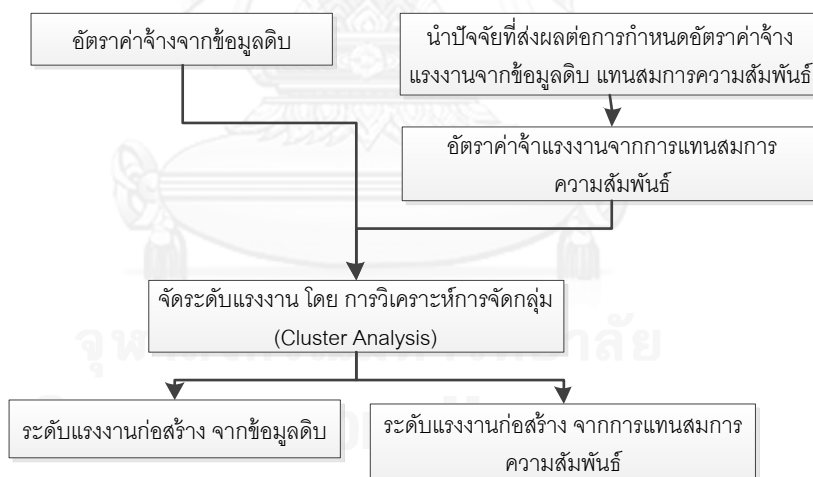 อัตราค่าจ้างจากข้อมูลดิบ
นำปัจจัยที่ส่งผลต่อการกำหนดอัตราค่าจ้าง
แรงงานจากข้อมูลดิบ แทนสมการความสัมพันธ์
อัตราค่าจ้าแรงงานจากการแทนสมการ
ความสัมพันธ์
จัดระดับแรงงาน โดย การวิเคราะห์การจัดกลุ่ม
(Cluster Analysis)
ระดับแรงงานก่อสร้าง จากข้อมูลดิบ
ระดับแรงงานก่อสร้าง จากการแทนสมการ
ความสัมพันธ์